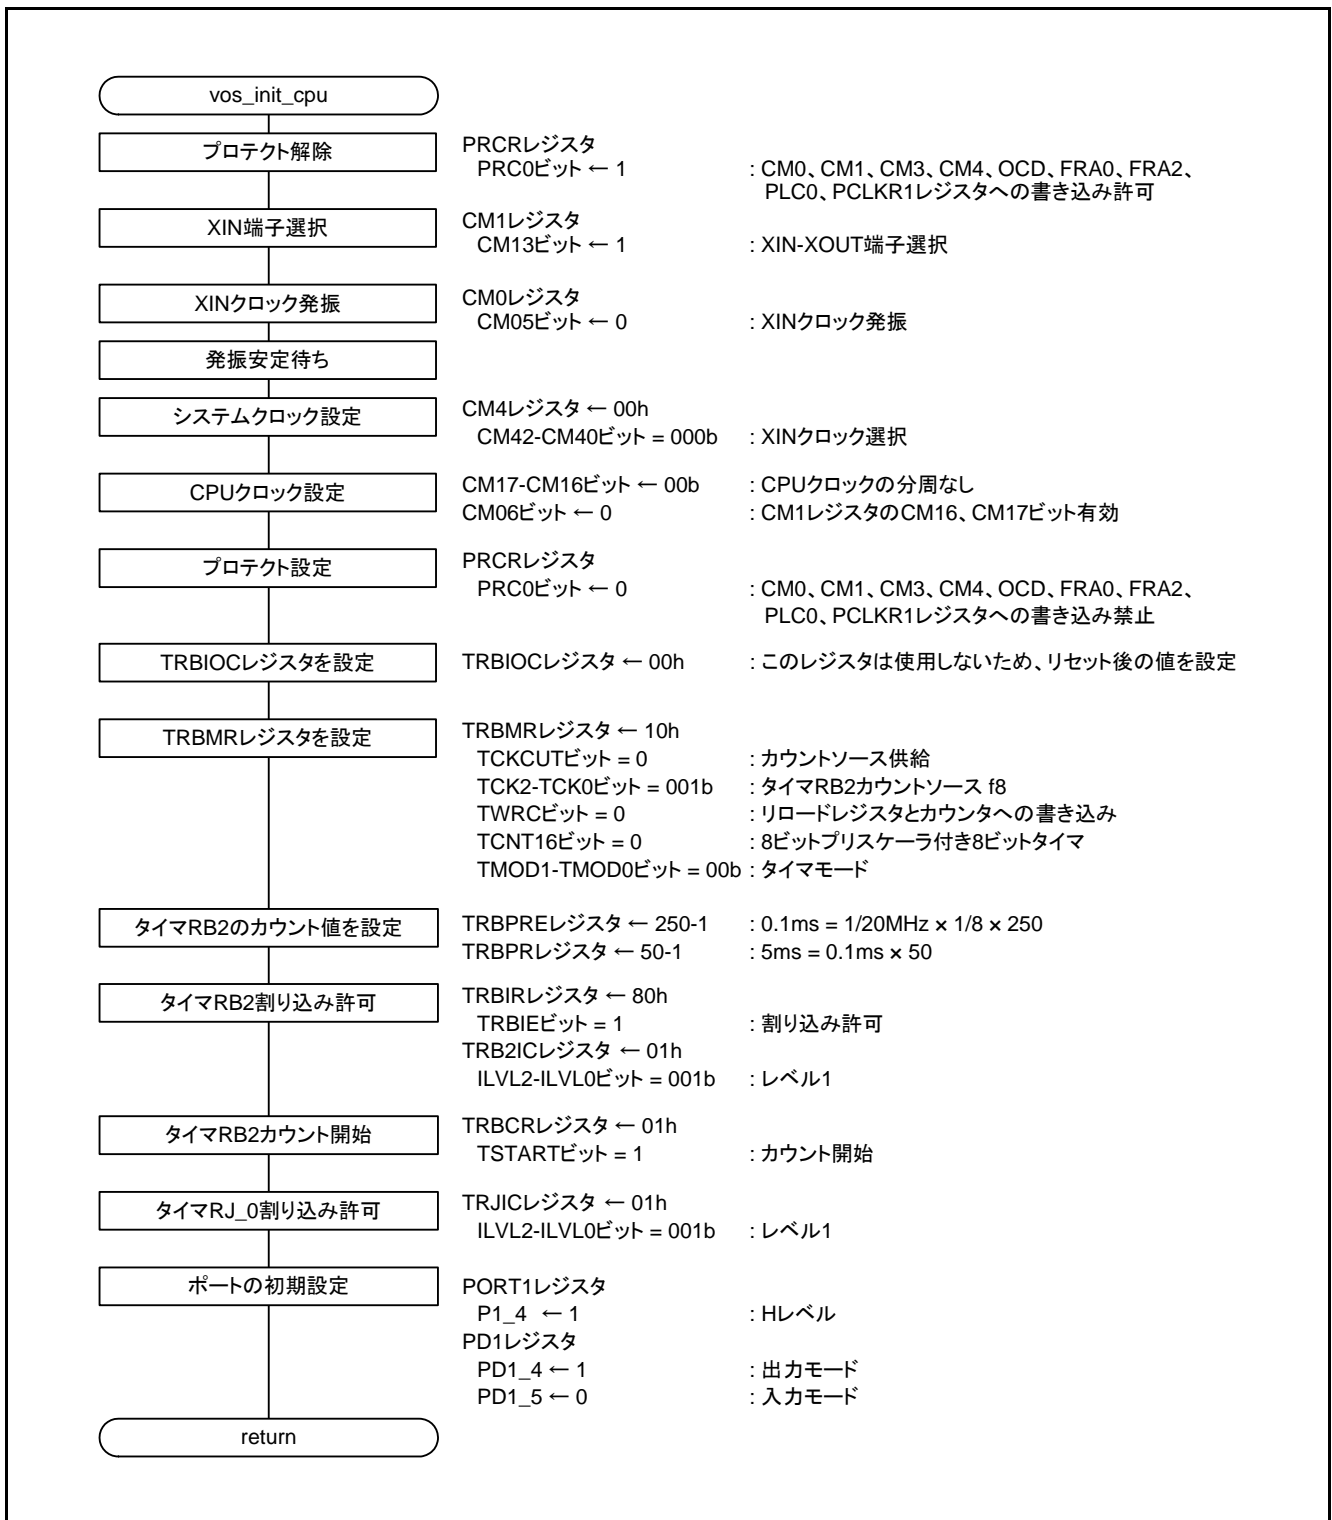 vos_init_cpu
プロテクト解除
PRCRレジスタ
PRC0ビット ← 1 : CM0、CM1、CM3、CM4、OCD、FRA0、FRA2、
PLC0、PCLKR1レジスタへの書き込み許可
XIN端子選択
CM1レジスタ
CM13ビット ← 1 : XIN-XOUT端子選択
XINクロック発振
CM0レジスタ
CM05ビット ← 0 : XINクロック発振
発振安定待ち
システムクロック設定
CM4レジスタ ← 00h
CM42-CM40ビット = 000b : XINクロック選択
CPUクロック設定
CM17-CM16ビット ← 00b : CPUクロックの分周なし
CM06ビット ← 0 : CM1レジスタのCM16、CM17ビット有効
プロテクト設定
PRCRレジスタ
PRC0ビット ← 0 : CM0、CM1、CM3、CM4、OCD、FRA0、FRA2、
PLC0、PCLKR1レジスタへの書き込み禁止
TRBIOCレジスタを設定
TRBIOCレジスタ ← 00h : このレジスタは使用しないため、リセット後の値を設定
TRBMRレジスタを設定
TRBMRレジスタ ← 10h
TCKCUTビット = 0 : カウントソース供給
TCK2-TCK0ビット = 001b : タイマRB2カウントソース f8
TWRCビット = 0 : リロードレジスタとカウンタへの書き込み
TCNT16ビット = 0 : 8ビットプリスケーラ付き8ビットタイマ
TMOD1-TMOD0ビット = 00b : タイマモード
タイマRB2のカウント値を設定
TRBPREレジスタ ← 250-1 : 0.1ms = 1/20MHz × 1/8 × 250
TRBPRレジスタ ← 50-1 : 5ms = 0.1ms × 50
タイマRB2割り込み許可
TRBIRレジスタ ← 80h
TRBIEビット = 1 : 割り込み許可
TRB2ICレジスタ ← 01h
ILVL2-ILVL0ビット = 001b : レベル1
タイマRB2カウント開始
TRBCRレジスタ ← 01h
TSTARTビット = 1 : カウント開始
タイマRJ_0割り込み許可
TRJICレジスタ ← 01h
ILVL2-ILVL0ビット = 001b : レベル1
ポートの初期設定
PORT1レジスタ
P1_4 ← 1 : Hレベル
PD1レジスタ
PD1_4 ← 1 : 出力モード
PD1_5 ← 0 : 入力モード
return